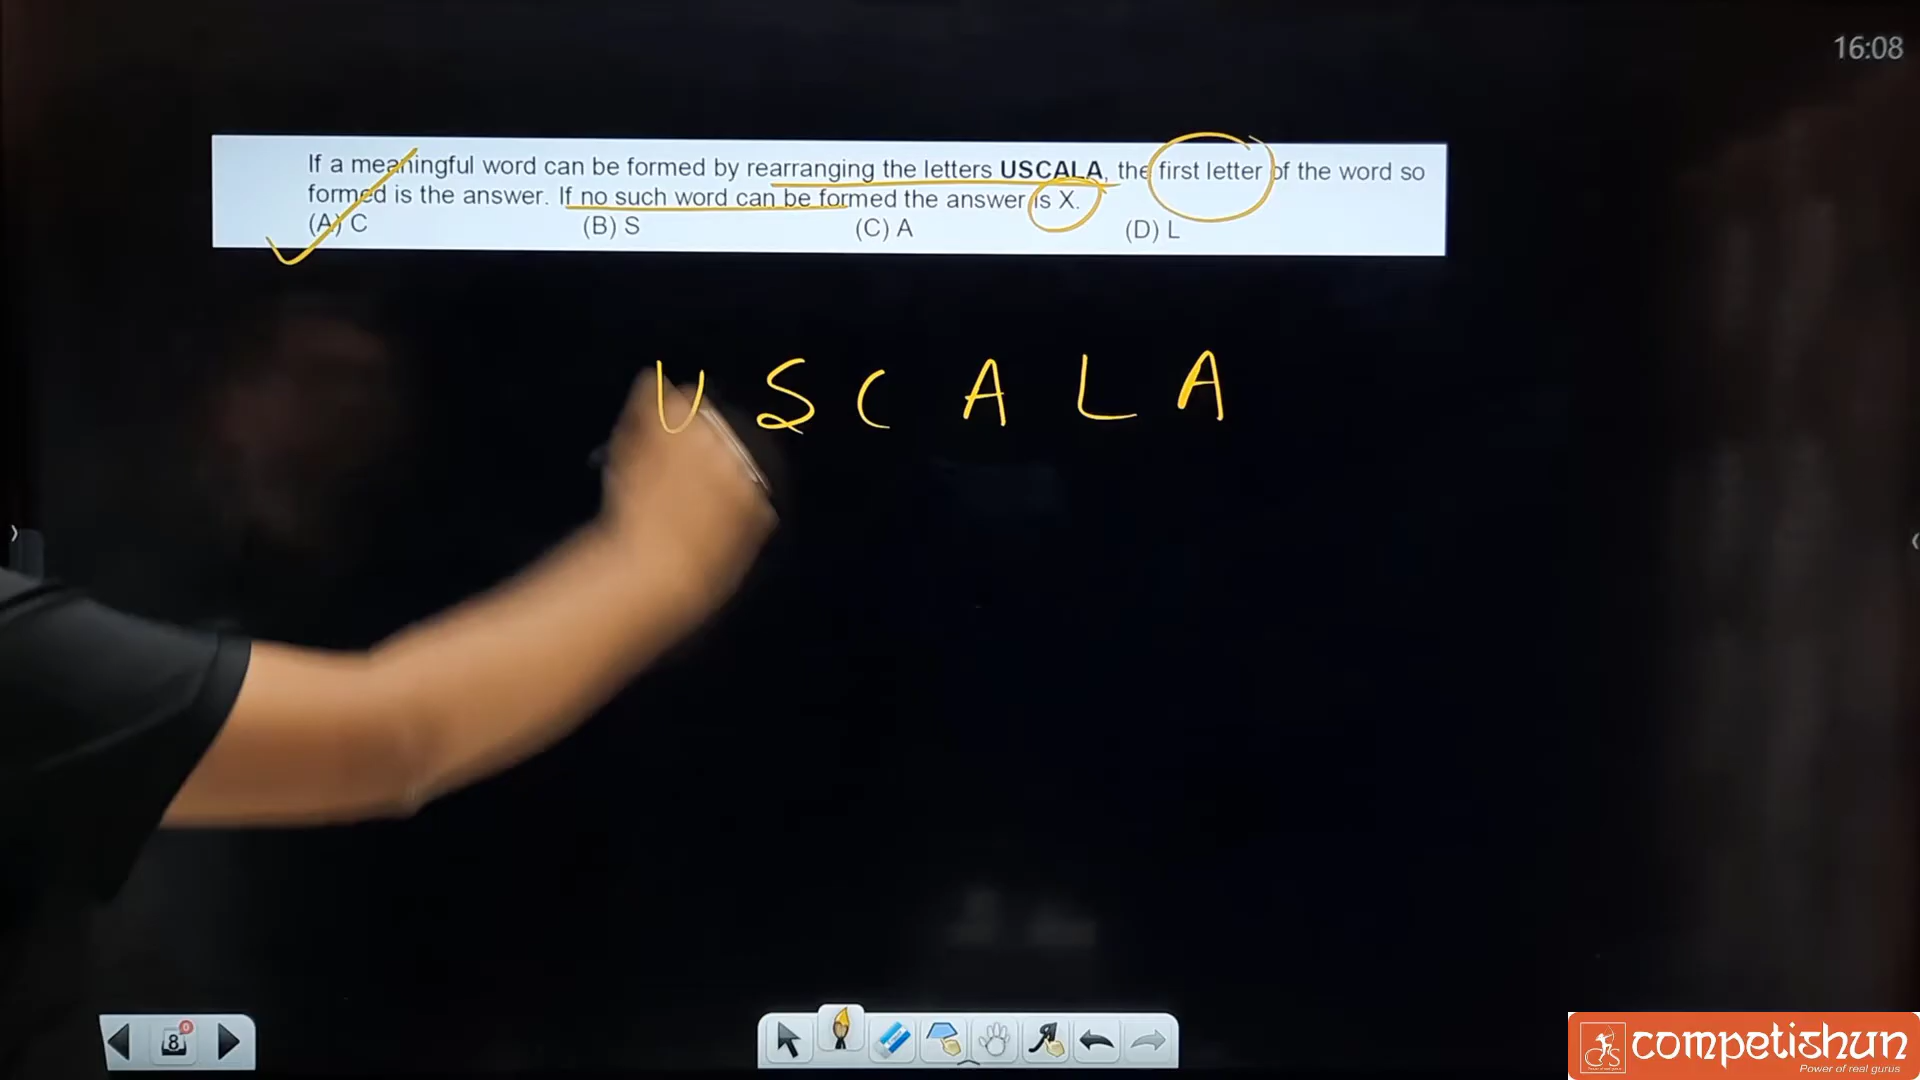 16:08
If a meaningful word can be formed by rearranging the letters USCALA, the first letter of the word so
formed is the answer. If no such word can be formed the answer is X.
(A) C (B) S (C) A (D) L
U S C A L A
8 0
competishun
Power of real gurus